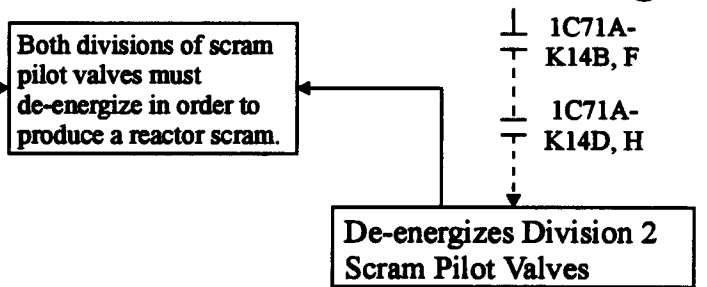 Both divisions of scram
pilot valves must
de-energize in order to
produce a reactor scram.
1C71A-
K14B, F
1C71A-
K14D, H
De-energizes Division 2
Scram Pilot Valves